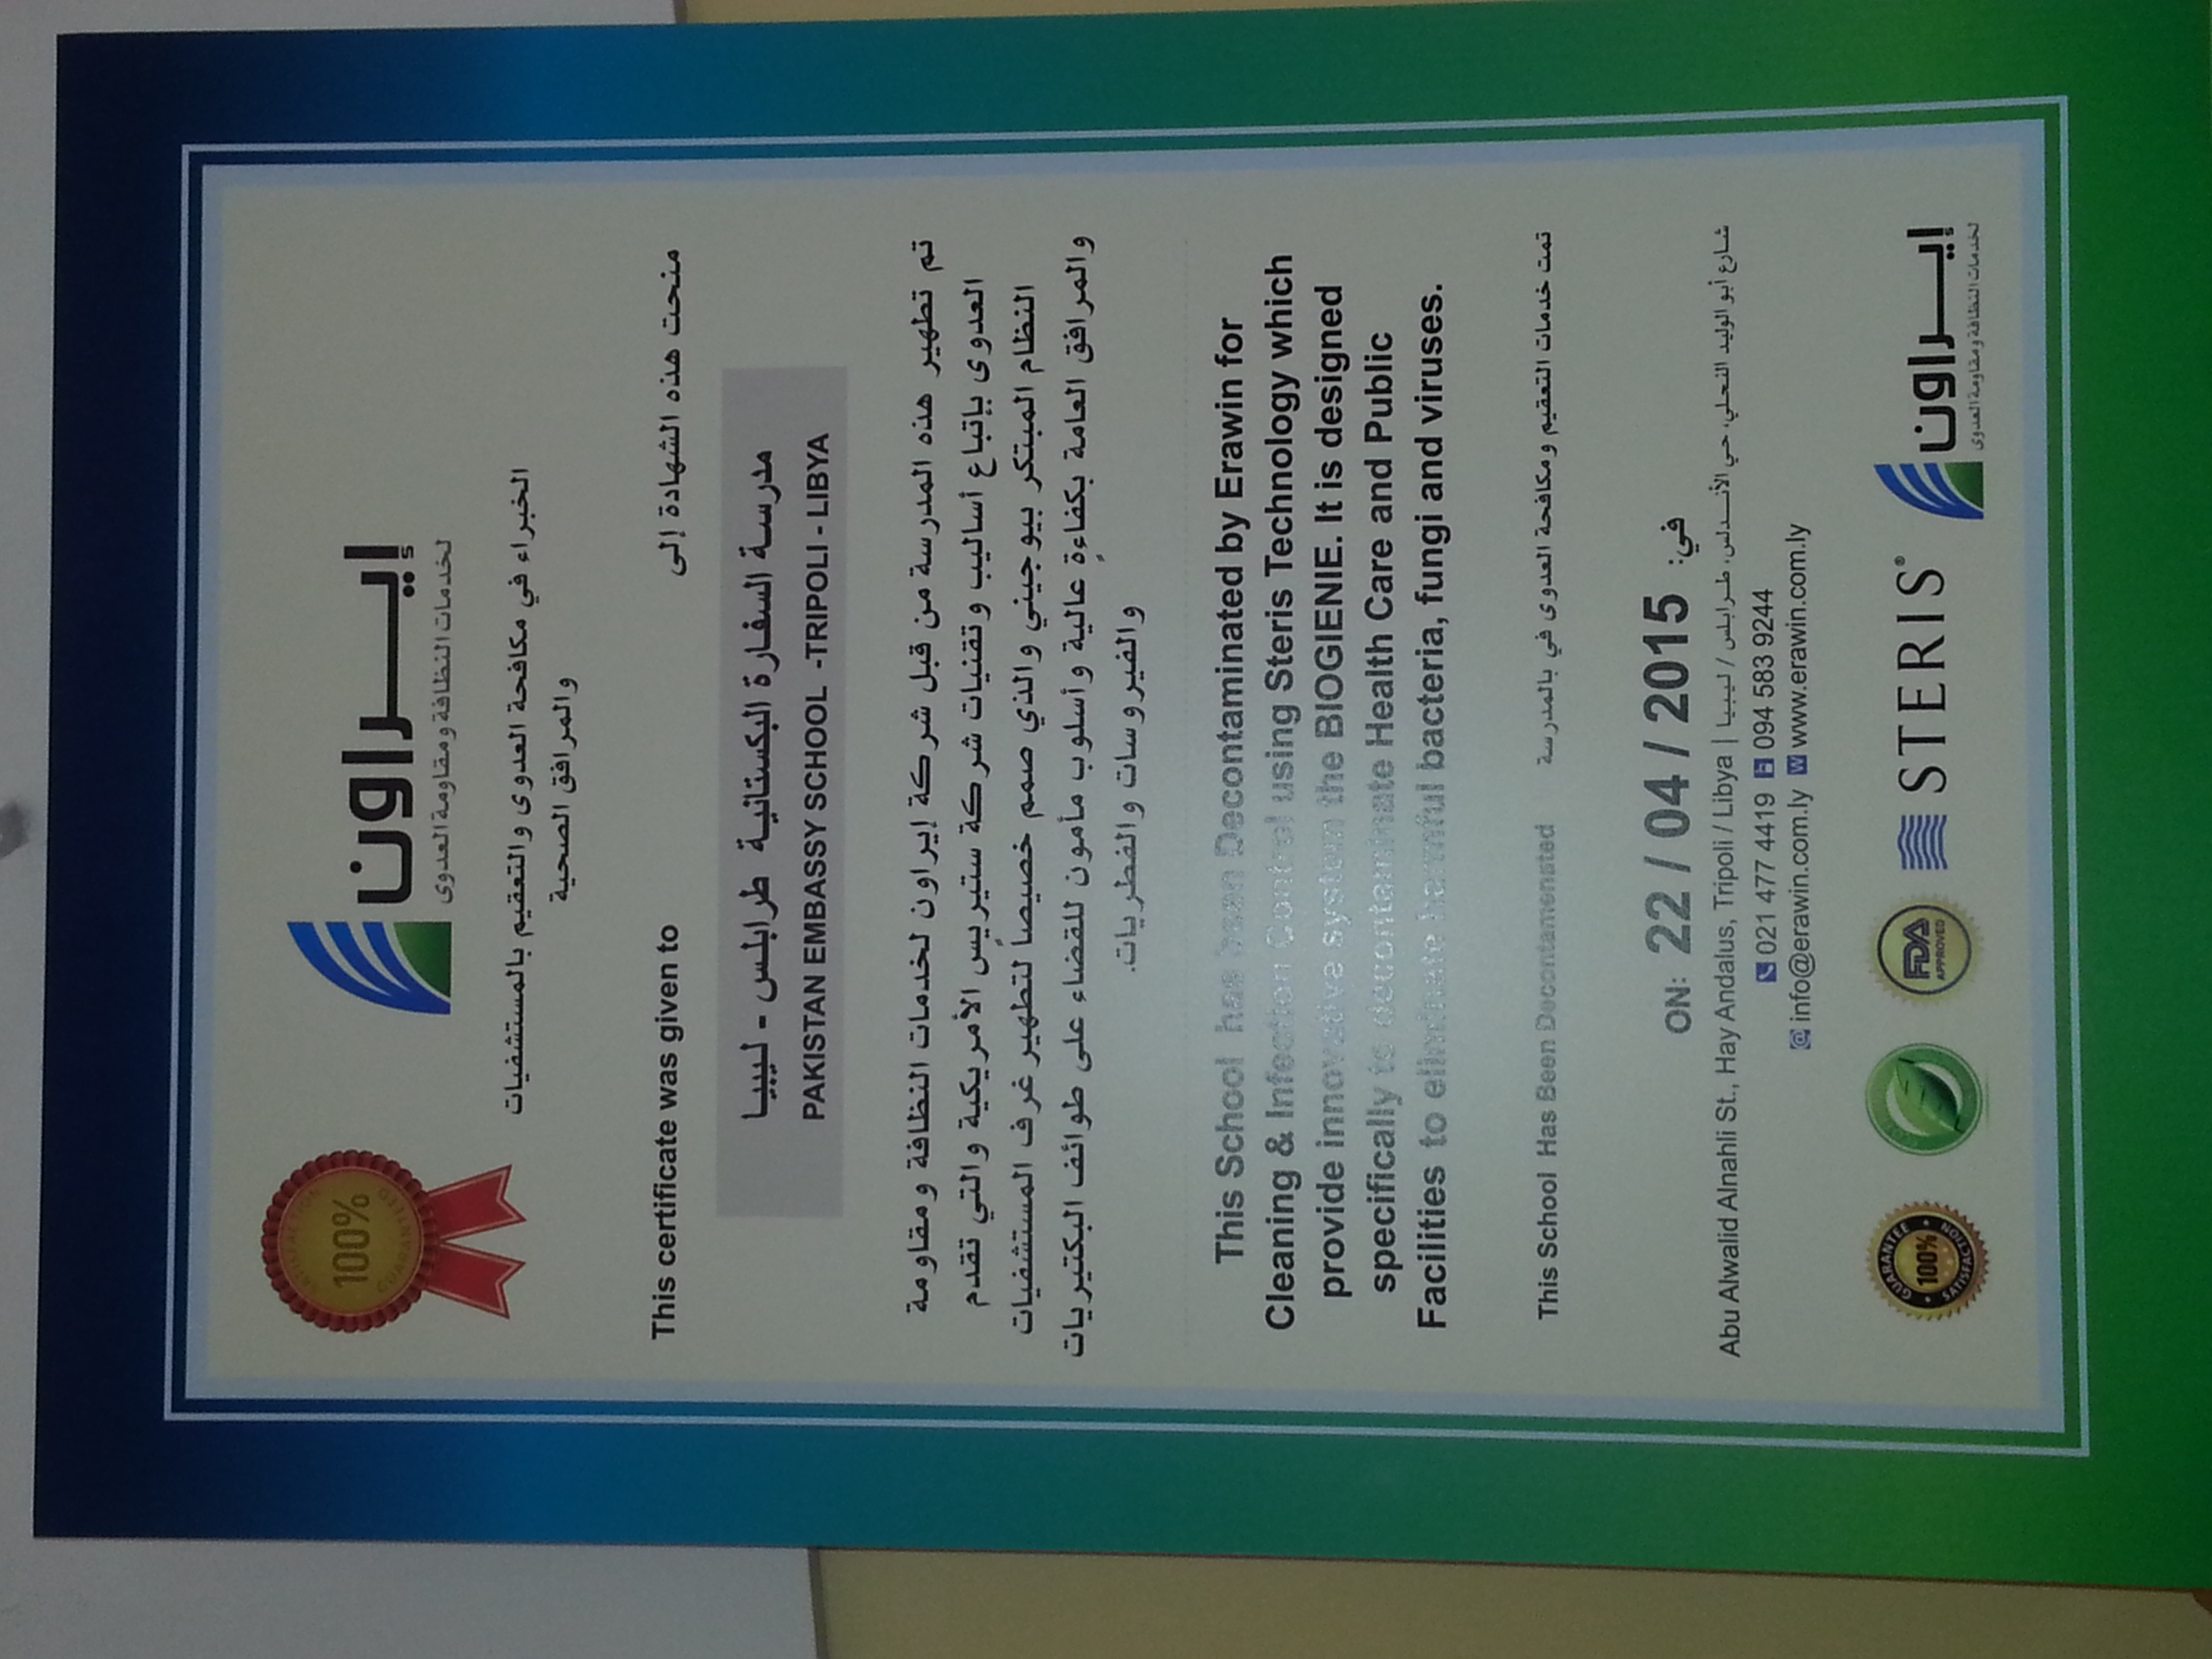 SATISFACTION
100%
GUARANTEED
إيراون
لخدمات النظافة ومقاومة العدوى
الخبراء في مكافحة العدوى والتعقيم بالمستشفيات
والمرافق الصحية
This certificate was given to
منحت هذه الشهادة إلى
مدرسة السفارة البكستانية طرابلس - ليبيا
PAKISTAN EMBASSY SCHOOL -TRIPOLI - LIBYA
تم تطهير هذه المدرسة من قبل شركة إيراون لخدمات النظافة ومقاومة
العدوى بإتباع أساليب وتقنيات شركة ستيريس الأمريكية والتي تقدم
النظام المبتكر بيوجيني والذي صمم خصيصاً لتطهير غرف المستشفيات
والمرافق العامة بكفاءةٍ عالية وأسلوب مأمون للقضاء على طوائف البكتيريات
والفيروسات والفطريات.
This School has been Decontaminated by Erawin for
Cleaning & Infection Control using Steris Technology which
provide innovative system the BIOGIENIE. It is designed
specifically to decontaminate Health Care and Public
Facilities to eliminate harmful bacteria, fungi and viruses.
This School Has Been Decontamenated
تمت خدمات التعقيم ومكافحة العدوى في بالمدرسة
ON: 22 / 04 / 2015 في:
Abu Alwalid Alnahli St., Hay Andalus, Tripoli / Libya | شارع أبو الوليد النحلي، حي الأندلس، طرابلس / ليبيا
021 477 4419 094 583 9244
@ info@erawin.com.ly W www.erawin.com.ly
GUARANTEE
100%
SATISFACTION
FDA
APPROVED
STERIS®
إيراون
لخدمات النظافة ومقاومة العدوى